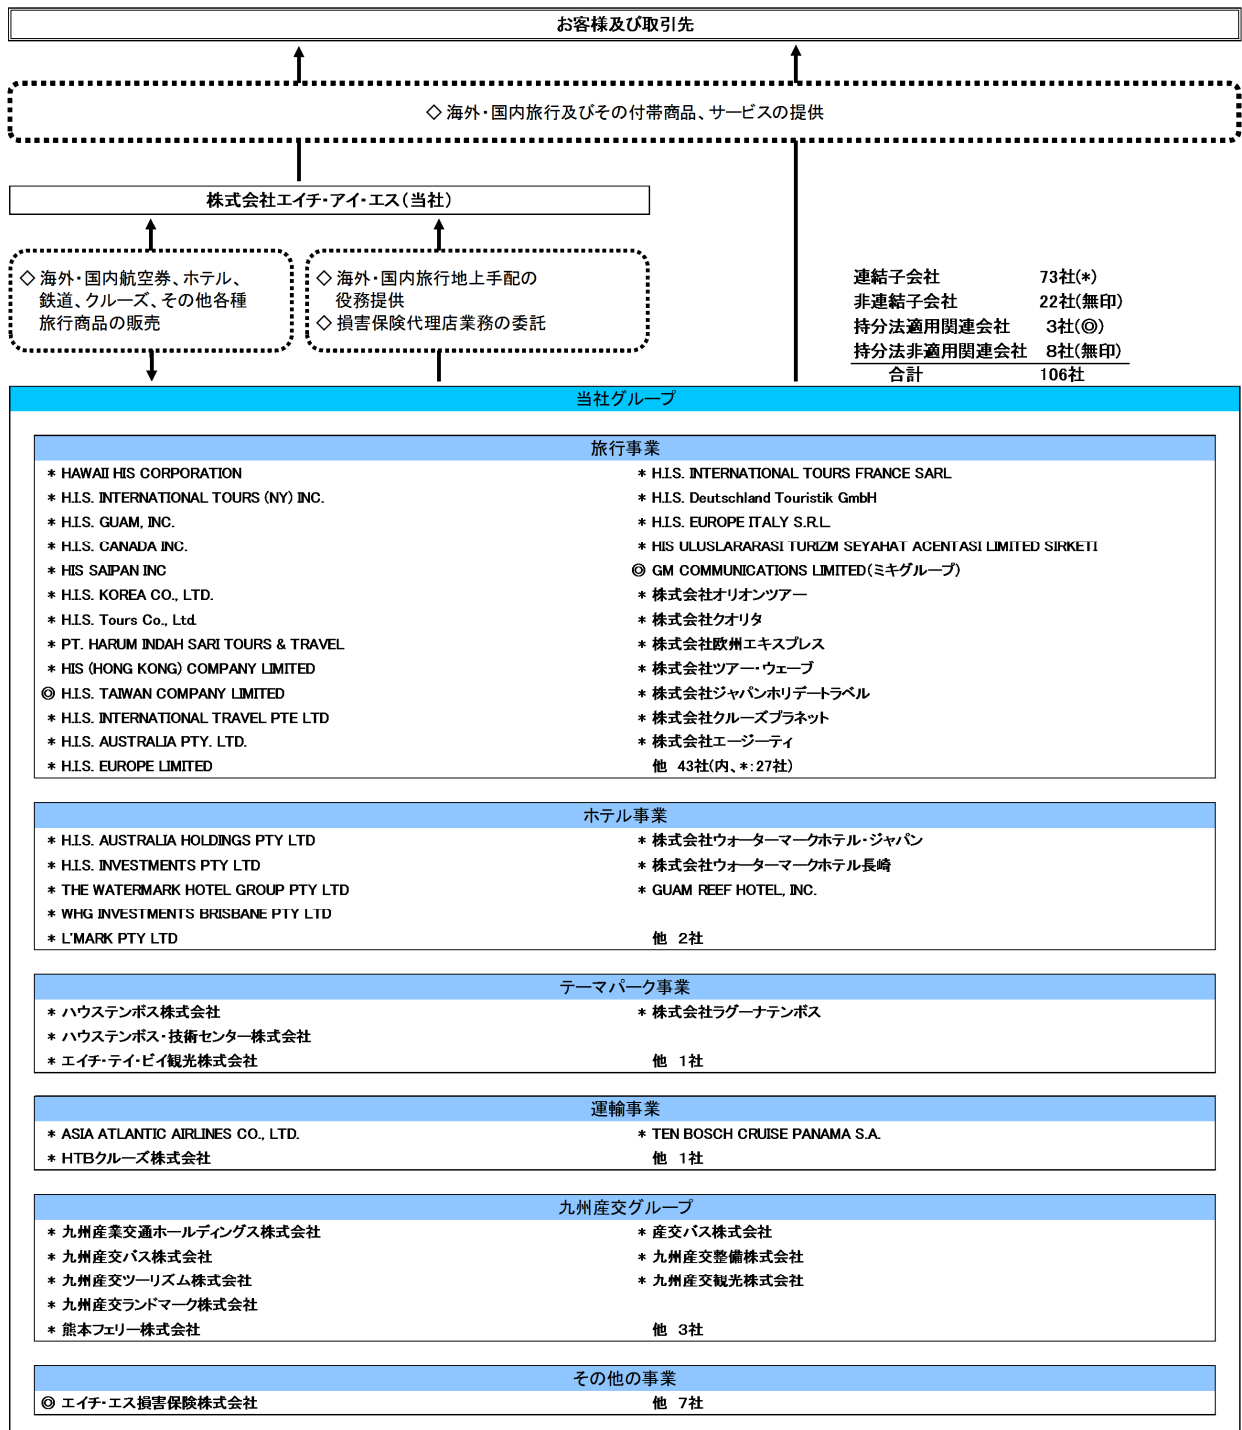 お客様及び取引先
◇ 海外・国内旅行及びその付帯商品、サービスの提供
株式会社エイチ・アイ・エス(当社)
◇ 海外・国内航空券、ホテル、
鉄道、クルーズ、その他各種
旅行商品の販売
◇ 海外・国内旅行地上手配の
役務提供
◇ 損害保険代理店業務の委託
連結子会社 73社(*)
非連結子会社 22社(無印)
持分法適用関連会社 3社(◎)
持分法非適用関連会社 8社(無印)
合計 106社
当社グループ
旅行事業
* HAWAII HIS CORPORATION
* H.I.S. INTERNATIONAL TOURS (NY) INC.
* H.I.S. GUAM, INC.
* H.I.S. CANADA INC.
* HIS SAIPAN INC
* H.I.S. KOREA CO., LTD.
* H.I.S. Tours Co., Ltd.
* PT. HARUM INDAH SARI TOURS & TRAVEL
* HIS (HONG KONG) COMPANY LIMITED
◎ H.I.S. TAIWAN COMPANY LIMITED
* H.I.S. INTERNATIONAL TRAVEL PTE LTD
* H.I.S. AUSTRALIA PTY. LTD.
* H.I.S. EUROPE LIMITED
* H.I.S. INTERNATIONAL TOURS FRANCE SARL
* H.I.S. Deutschland Touristik GmbH
* H.I.S. EUROPE ITALY S.R.L.
* HIS ULUSLARARASI TURIZM SEYAHAT ACENTASI LIMITED SIRKETI
◎ GM COMMUNICATIONS LIMITED(ミキグループ)
* 株式会社オリオンツアー
* 株式会社クオリタ
* 株式会社欧州エキスプレス
* 株式会社ツアー・ウェーブ
* 株式会社ジャパンホリデートラベル
* 株式会社クルーズプラネット
* 株式会社エージーティ
他 43社(内、*:27社)
ホテル事業
* H.I.S. AUSTRALIA HOLDINGS PTY LTD
* H.I.S. INVESTMENTS PTY LTD
* THE WATERMARK HOTEL GROUP PTY LTD
* WHG INVESTMENTS BRISBANE PTY LTD
* L'MARK PTY LTD
* 株式会社ウォーターマークホテル・ジャパン
* 株式会社ウォーターマークホテル長崎
* GUAM REEF HOTEL, INC.
他 2社
テーマパーク事業
* ハウステンボス株式会社
* ハウステンボス・技術センター株式会社
* エイチ・テイ・ビイ観光株式会社
* 株式会社ラグーナテンボス
他 1社
運輸事業
* ASIA ATLANTIC AIRLINES CO., LTD.
* HTBクルーズ株式会社
* TEN BOSCH CRUISE PANAMA S.A.
他 1社
九州産交グループ
* 九州産業交通ホールディングス株式会社
* 九州産交バス株式会社
* 九州産交ツーリズム株式会社
* 九州産交ランドマーク株式会社
* 熊本フェリー株式会社
* 産交バス株式会社
* 九州産交整備株式会社
* 九州産交観光株式会社
他 3社
その他の事業
◎ エイチ・エス損害保険株式会社
他 7社